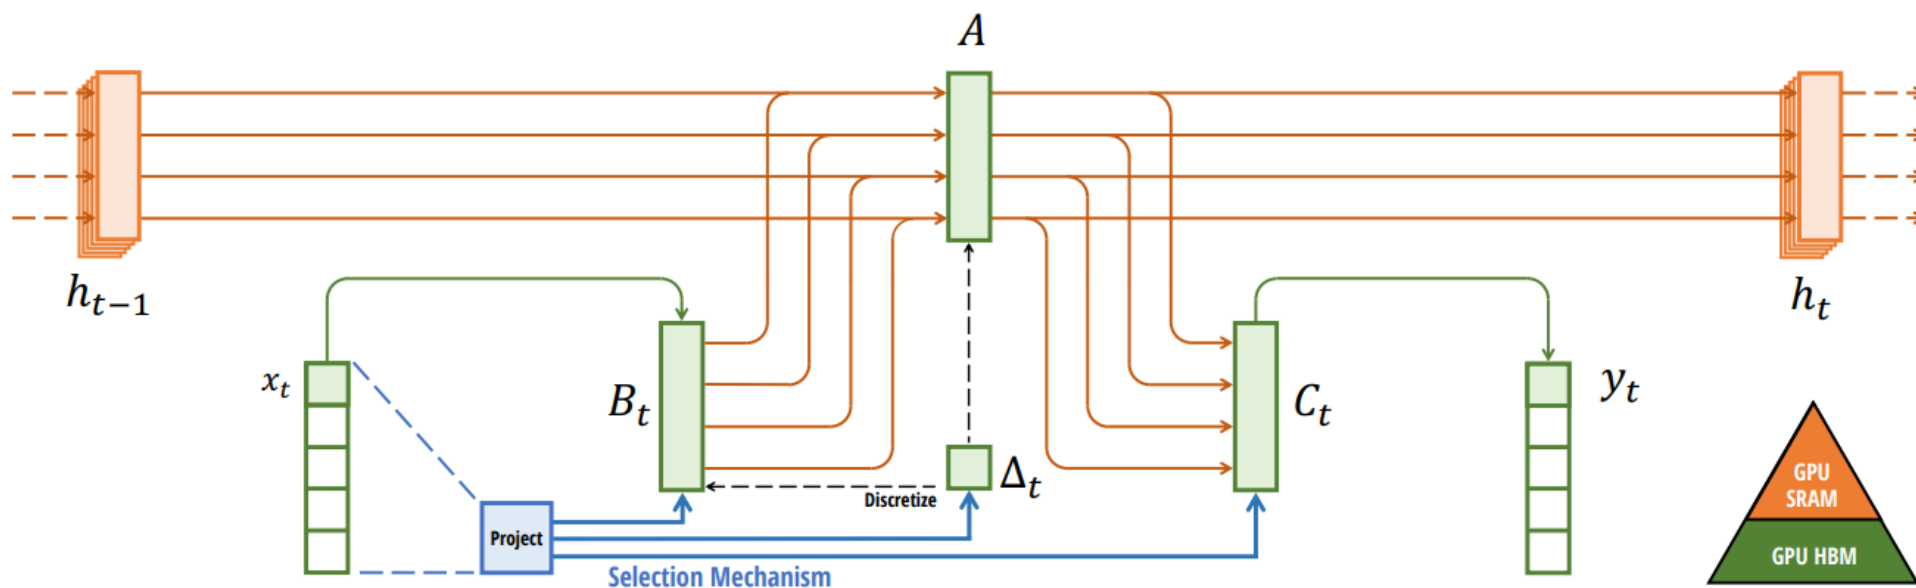 A
h_{t-1}
h_t
x_t
B_t
Δ_t
C_t
y_t
Discretize
Project
Selection Mechanism
GPU
SRAM
GPU HBM